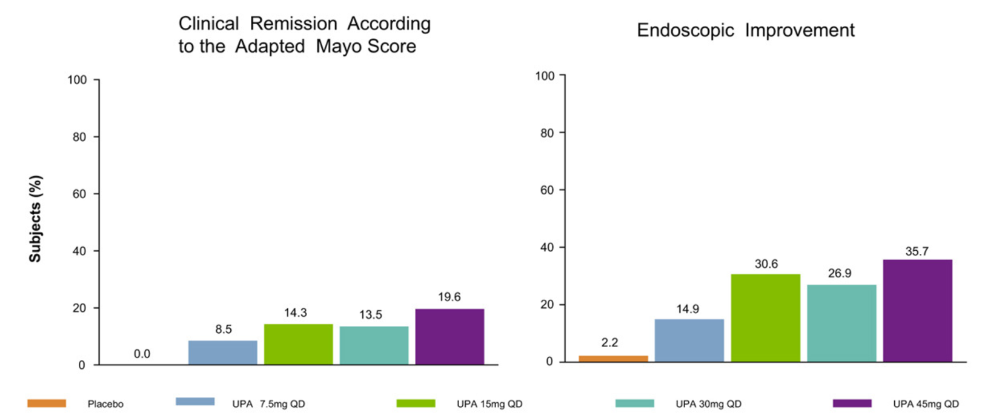 Clinical Remission According
to the Adapted Mayo Score
Endoscopic Improvement
Subjects (%)
100
80
60
40
20
0
0.0
8.5
14.3
13.5
19.6
100
80
60
40
20
0
2.2
14.9
30.6
26.9
35.7
Placebo
UPA 7.5mg QD
UPA 15mg QD
UPA 30mg QD
UPA 45mg QD